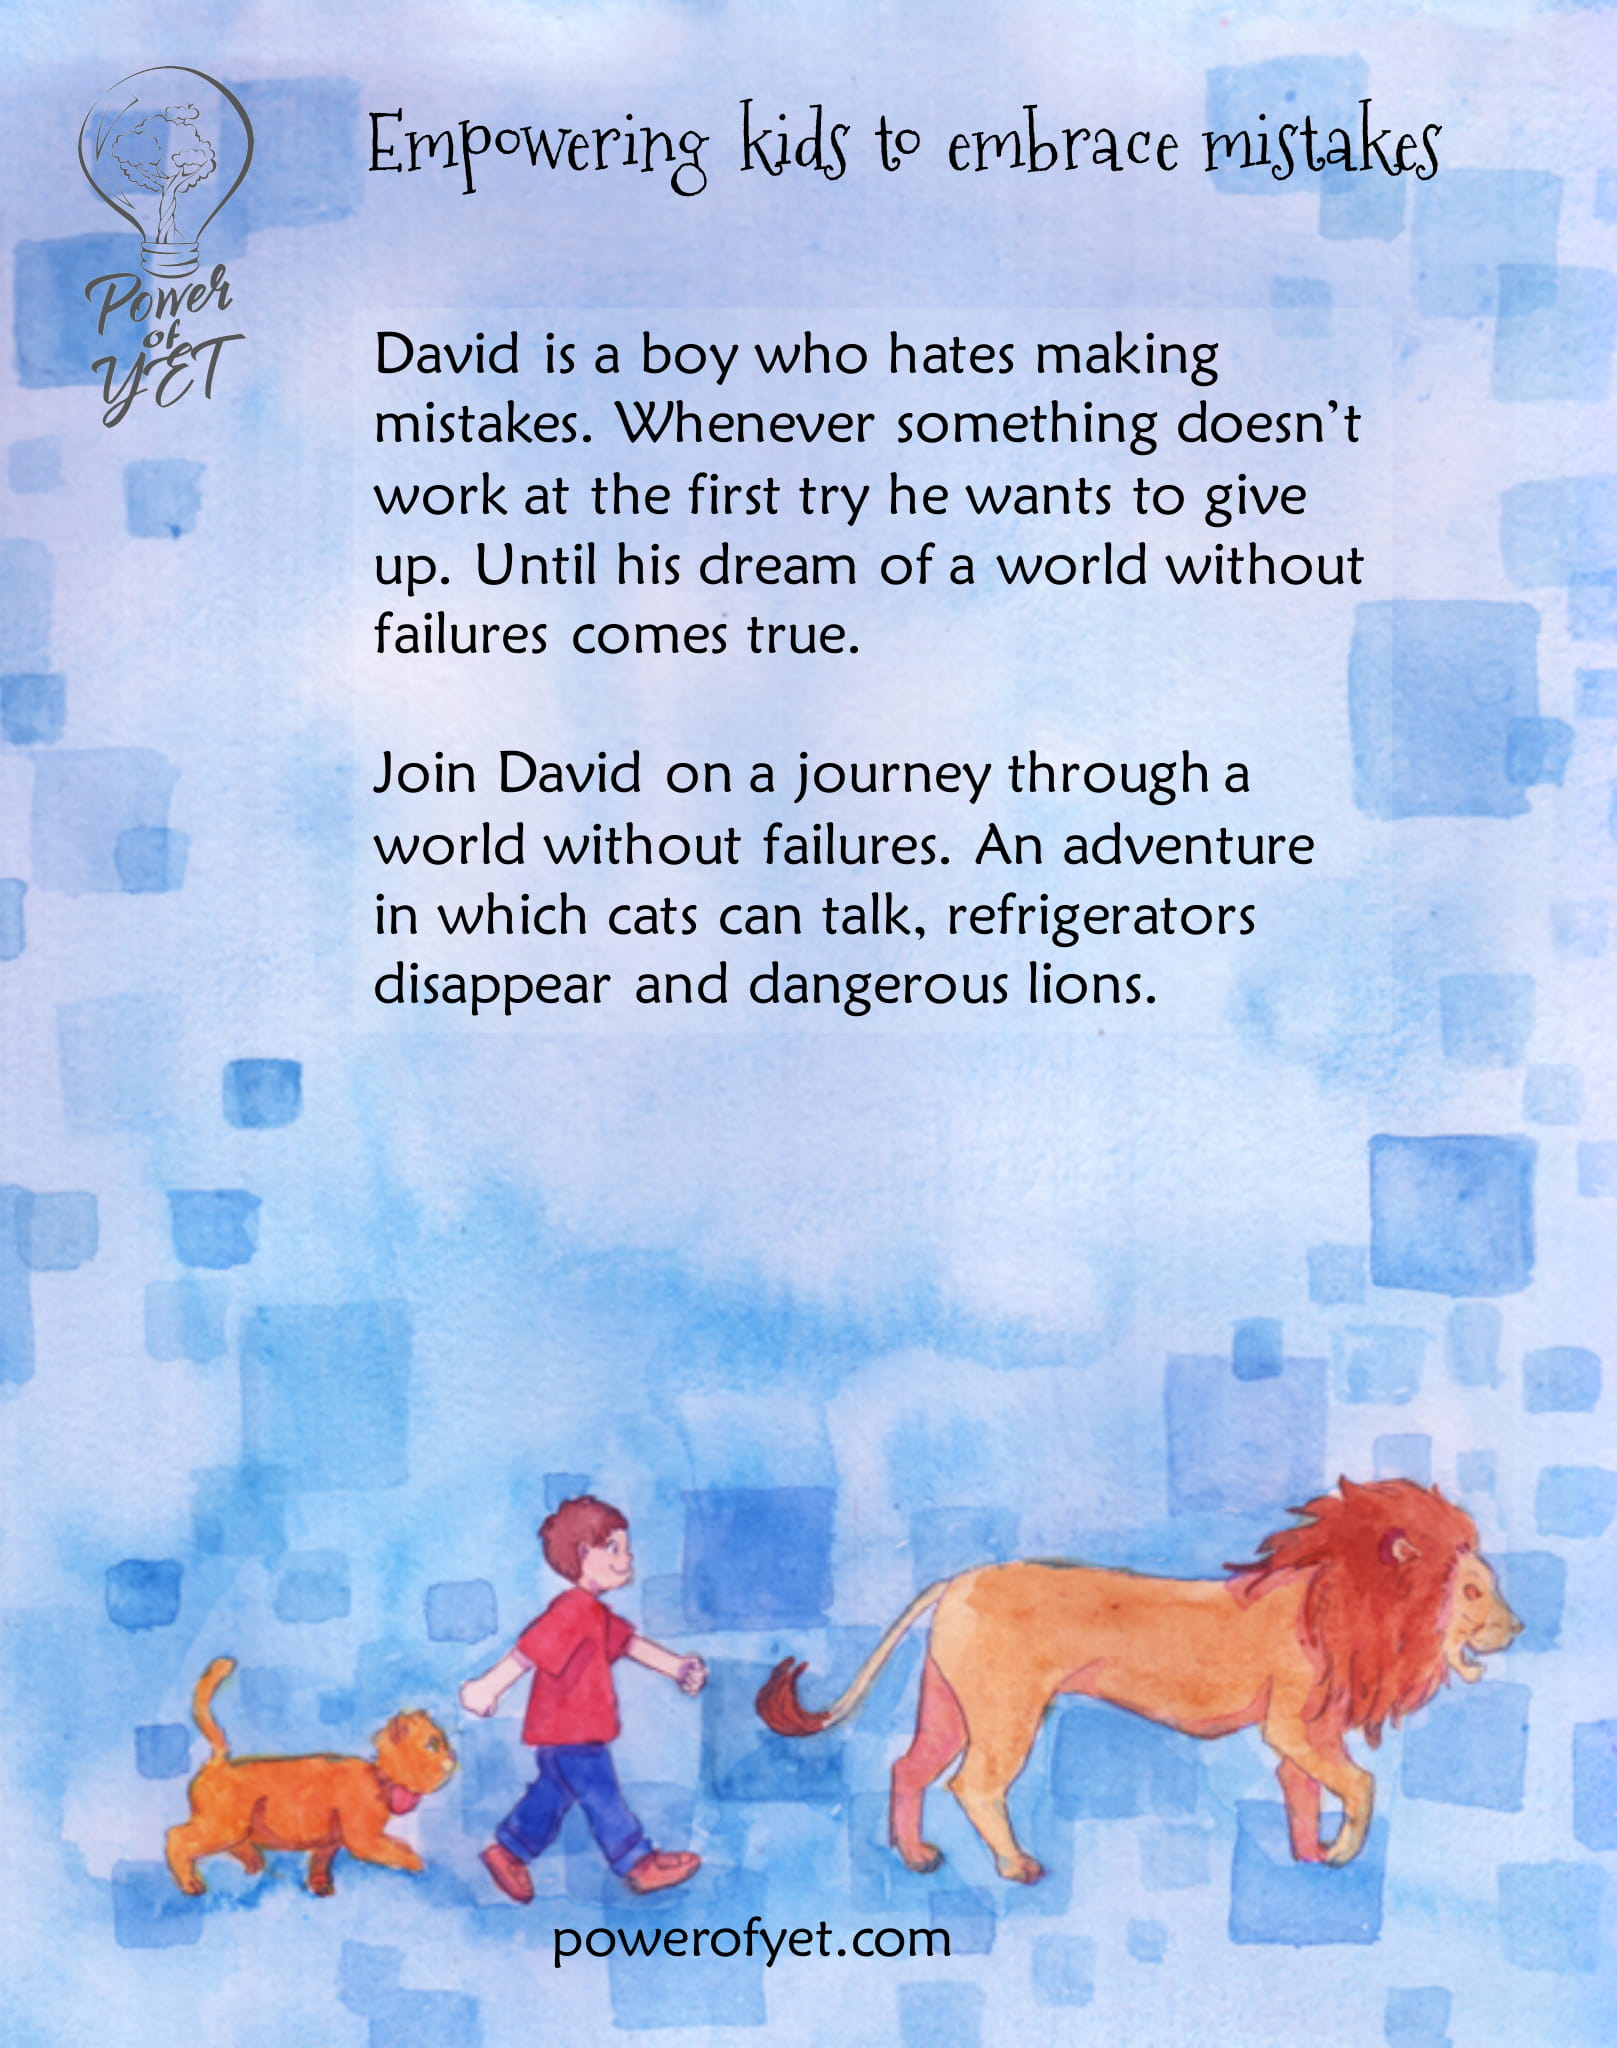 Empowering kids to embrace mistakes
Power
of
YET
David is a boy who hates making
mistakes. Whenever something doesn’t
work at the first try he wants to give
up. Until his dream of a world without
failures comes true.
Join David on a journey through a
world without failures. An adventure
in which cats can talk, refrigerators
disappear and dangerous lions.
powerofyet.com